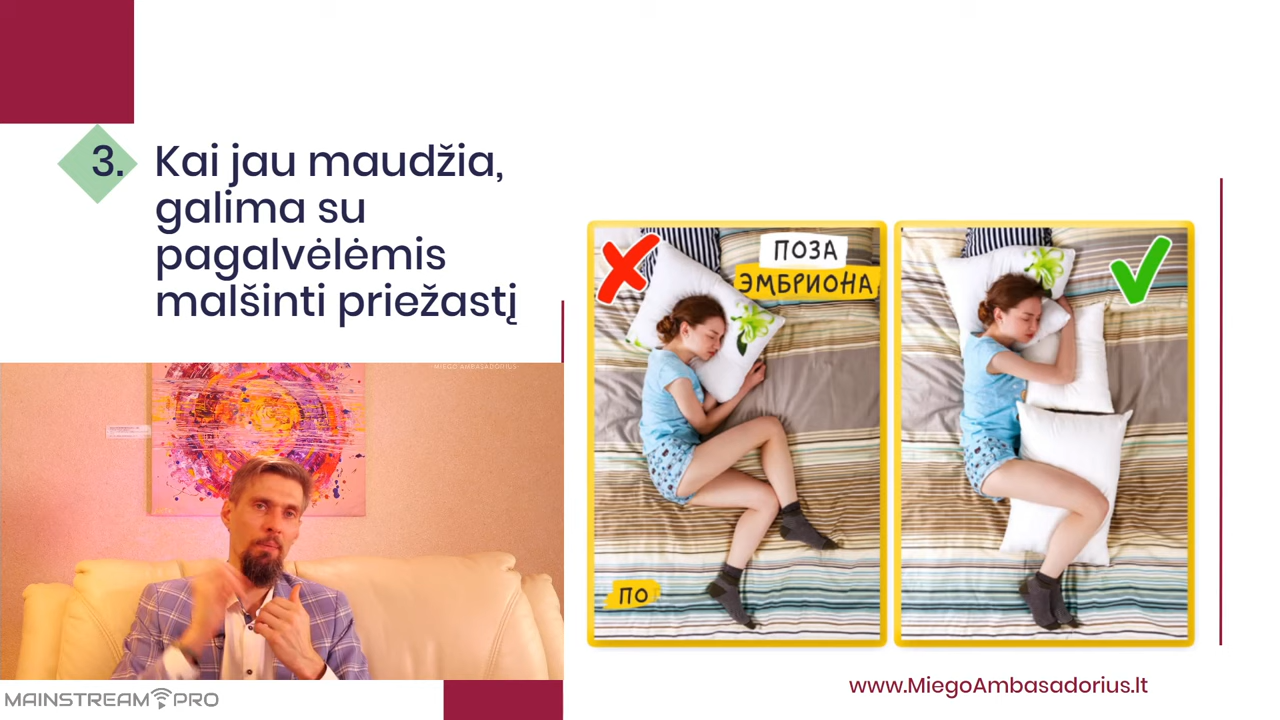 3. Kai jau maudžia,
galima su
pagalvėlėmis
malšinti priežastį
ПОЗА
ЭМБРИОНА
ПО
MIEGO AMBASADORIUS
www.MiegoAmbasadorius.lt
MAINSTREAM PRO